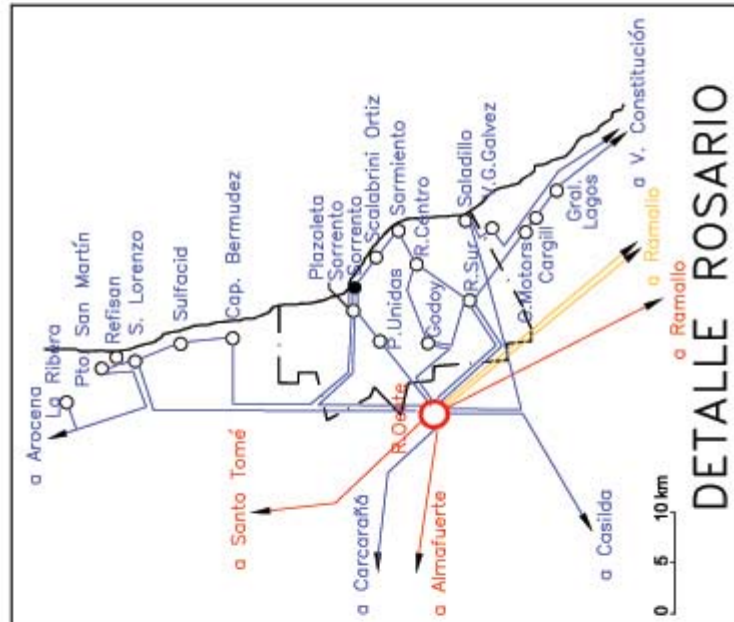 a Arocena
La Ribera
Pto San Martín
Refisan
S. Lorenzo
Sulfacid
Cap. Bermudez
Plazoleta
Sorrento
Sorrento
Scalabrini Ortiz
Sarmiento
R.Centro
Saladillo
V.G.Galvez
P.Unidas
Godoy
R.Sur
G.Motors
Cargill
Gral.
Lagos
a V. Constitución
a Ramallo
a Ramallo
R.Oeste
a Santo Tomé
a Carcarañá
a Almafuerte
a Casilda
0 5 10 km
DETALLE ROSARIO